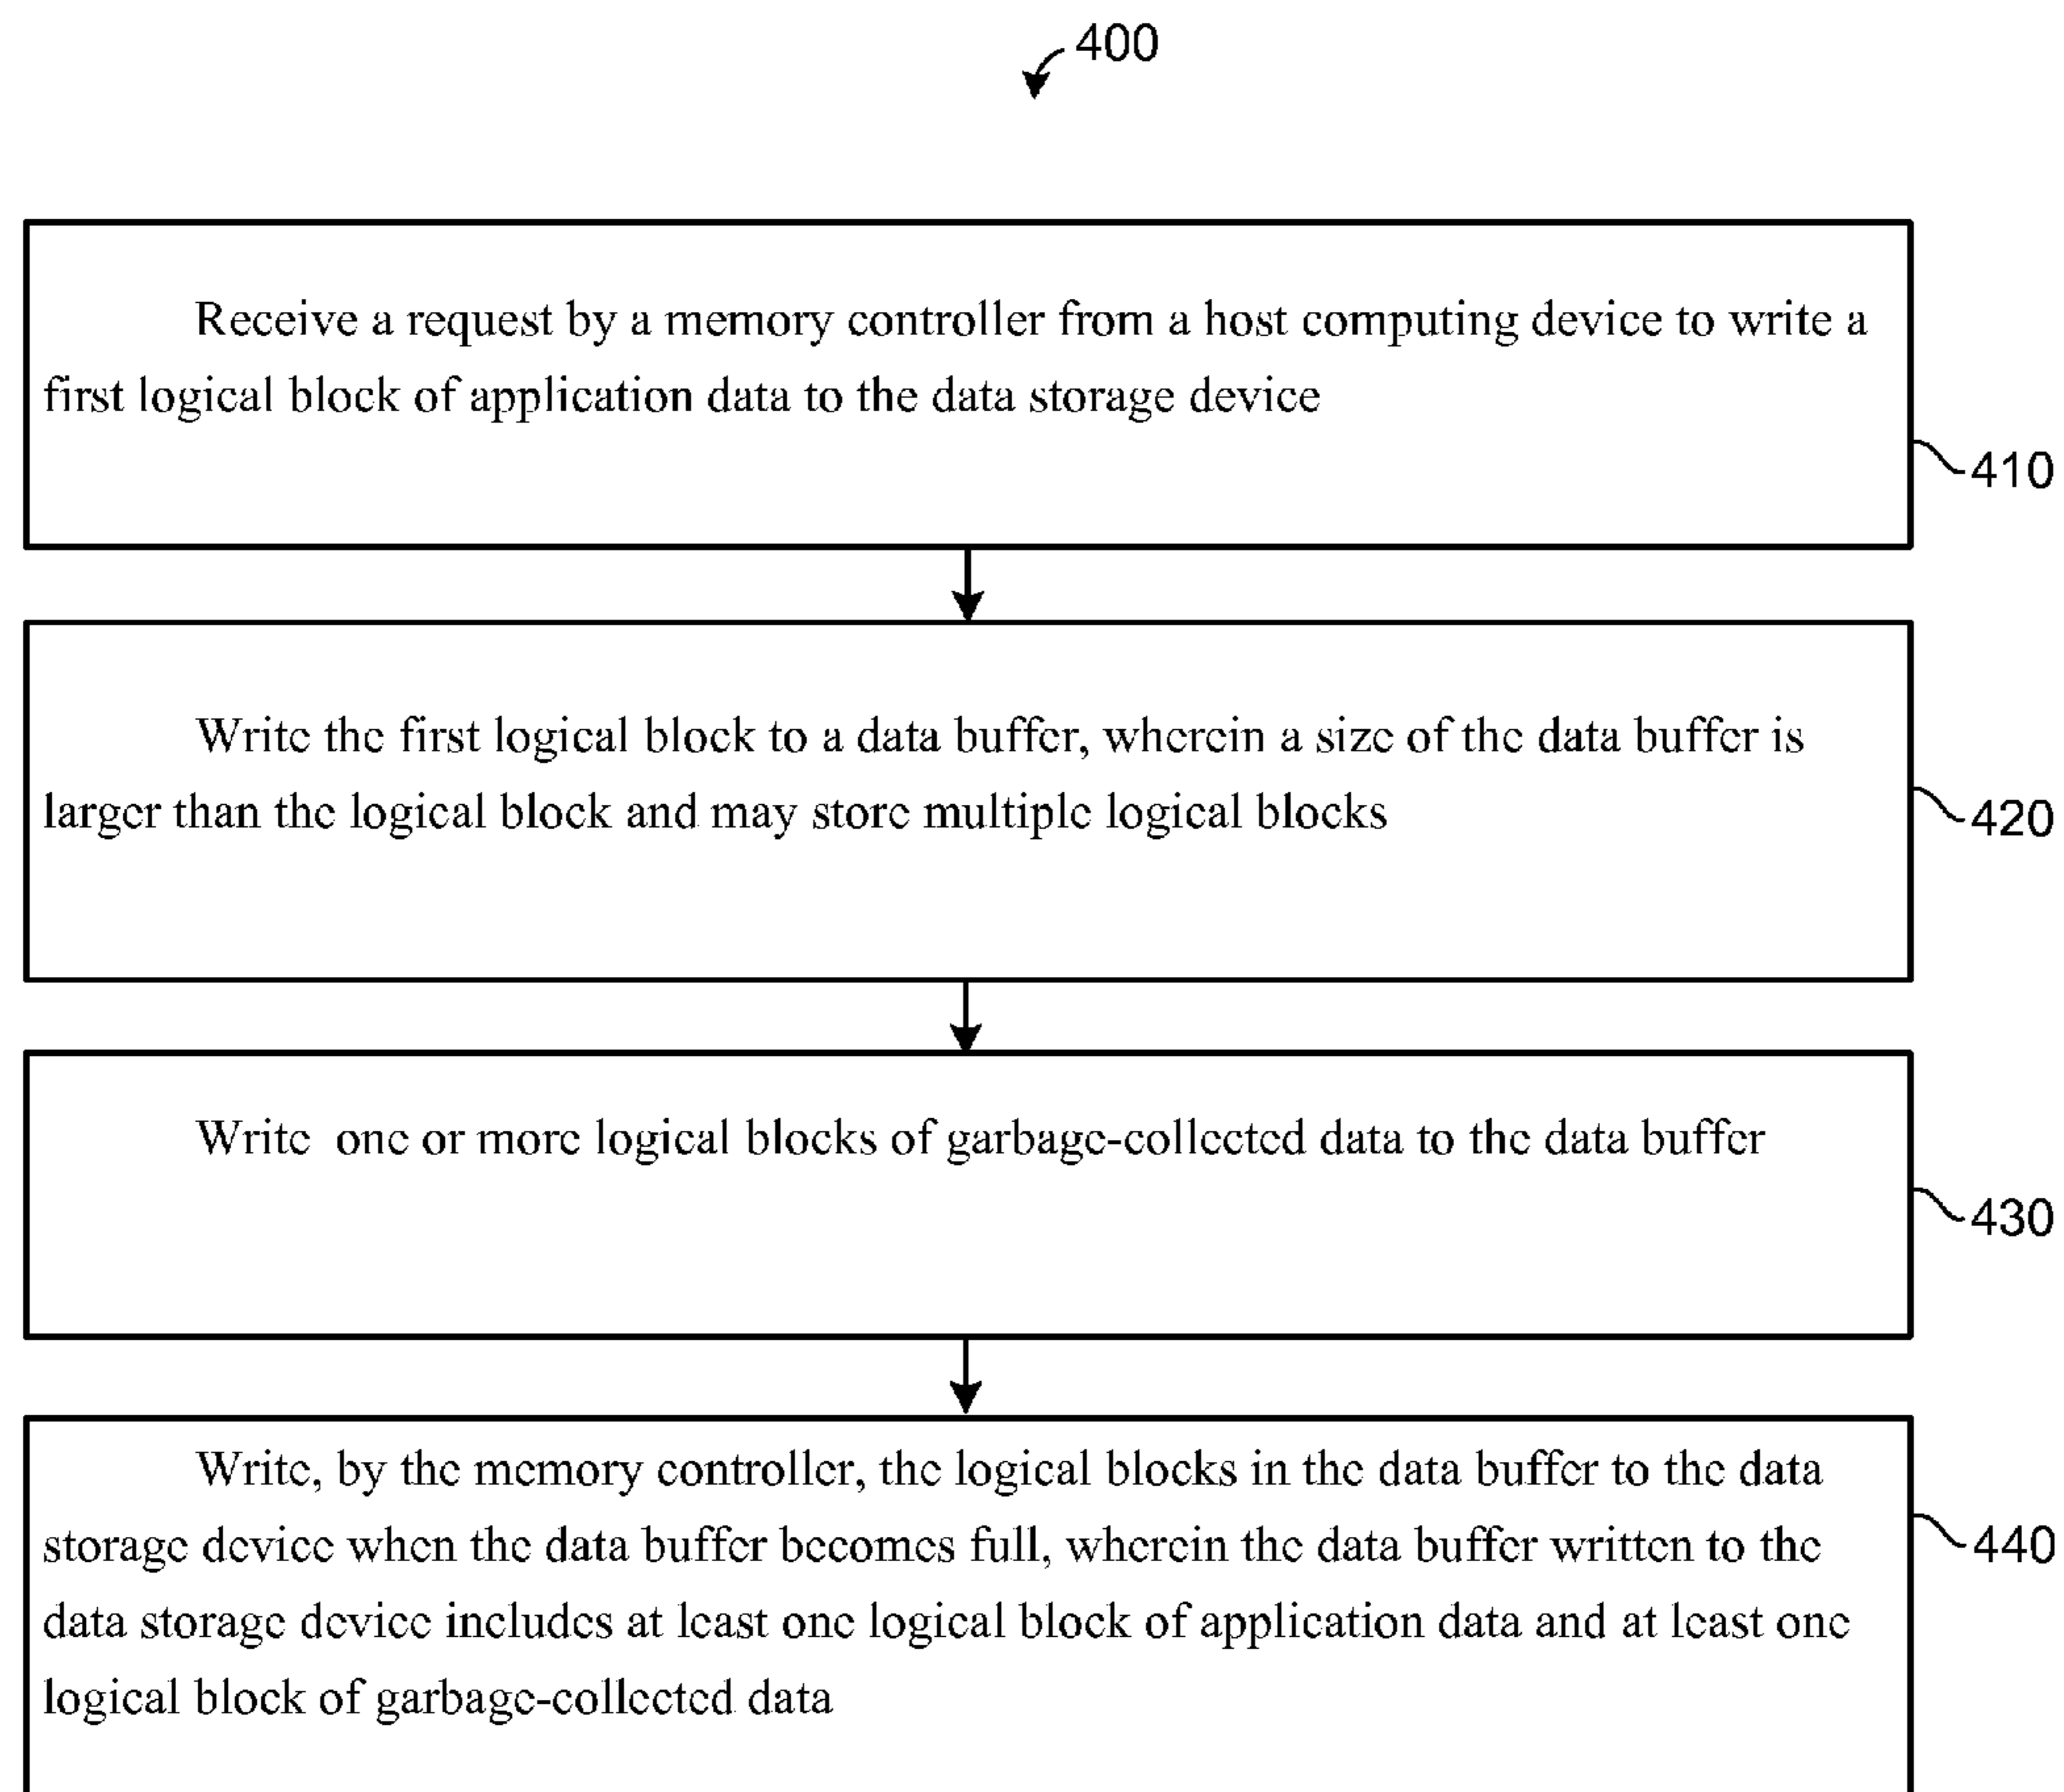 400
Receive a request by a memory controller from a host computing device to write a
first logical block of application data to the data storage device
410
Write the first logical block to a data buffer, wherein a size of the data buffer is
larger than the logical block and may store multiple logical blocks
420
Write one or more logical blocks of garbage-collected data to the data buffer
430
Write, by the memory controller, the logical blocks in the data buffer to the data
storage device when the data buffer becomes full, wherein the data buffer written to the
data storage device includes at least one logical block of application data and at least one
logical block of garbage-collected data
440